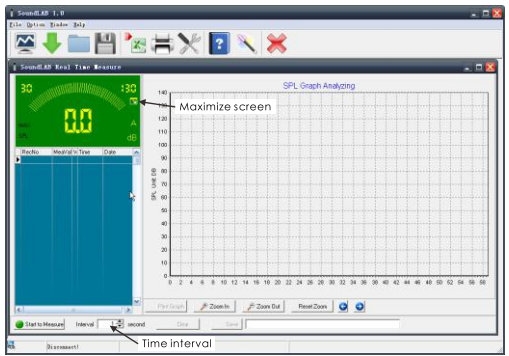 SoundLAB 1.0
File Option Window Help
SoundLAB Real Time Measure
30 130
0.0
A
SPL
dB
Maximize screen
RecNo MeaVal Time Date
SPL Graph Analyzing
SPL Unit DB
140
130
120
110
100
90
80
70
60
50
40
30
20
10
0
0 2 4 6 8 10 12 14 16 18 20 22 24 26 28 30 32 34 36 38 40 42 44 46 48 50 52 54 56 58
Print Graph Zoom In Zoom Out Reset Zoom
Start to Measure Interval 1 second Clear Save
Time interval
Disconnect!